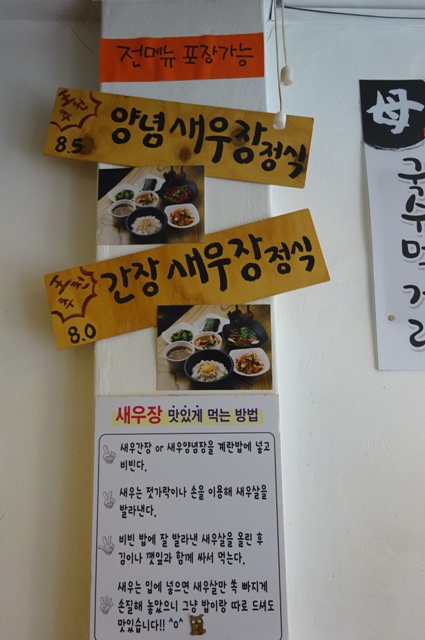 전메뉴 포장가능
양념새우장정식
8.5
간장새우장정식
8.0
母
국수먹거리
새우장 맛있게 먹는 방법
새우간장 or 새우양념장을 계란밥에 넣고
비빈다.
새우는 젓가락이나 손을 이용해 새우살을
발라낸다.
비빈 밥에 잘 발라낸 새우살을 올린 후
김이나 깻잎과 함께 싸서 먹는다.
새우는 입에 넣으면 새우살만 쏙 빠지게
손질해 놓았으니 그냥 밥이랑 따로 드셔도
맛있습니다!! ^o^